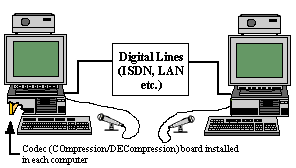 Digital Lines
(ISDN, LAN
etc.)
Codec (COmpression/DECompression) board installed
in each computer